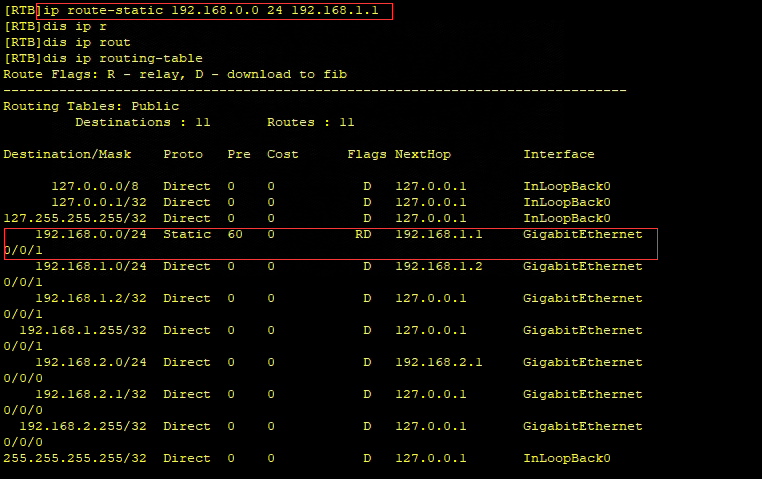 [RTB]ip route-static 192.168.0.0 24 192.168.1.1
[RTB]dis ip r
[RTB]dis ip rout
[RTB]dis ip routing-table
Route Flags: R - relay, D - download to fib
------------------------------------------------------------------------------
Routing Tables: Public
         Destinations : 11       Routes : 11
Destination/Mask    Proto   Pre  Cost      Flags NextHop         Interface
      127.0.0.0/8   Direct  0    0           D   127.0.0.1       InLoopBack0
      127.0.0.1/32  Direct  0    0           D   127.0.0.1       InLoopBack0
127.255.255.255/32  Direct  0    0           D   127.0.0.1       InLoopBack0
    192.168.0.0/24  Static  60   0          RD   192.168.1.1     GigabitEthernet
0/0/1
    192.168.1.0/24  Direct  0    0           D   192.168.1.2     GigabitEthernet
0/0/1
    192.168.1.2/32  Direct  0    0           D   127.0.0.1       GigabitEthernet
0/0/1
  192.168.1.255/32  Direct  0    0           D   127.0.0.1       GigabitEthernet
0/0/1
    192.168.2.0/24  Direct  0    0           D   192.168.2.1     GigabitEthernet
0/0/0
    192.168.2.1/32  Direct  0    0           D   127.0.0.1       GigabitEthernet
0/0/0
  192.168.2.255/32  Direct  0    0           D   127.0.0.1       GigabitEthernet
0/0/0
255.255.255.255/32  Direct  0    0           D   127.0.0.1       InLoopBack0